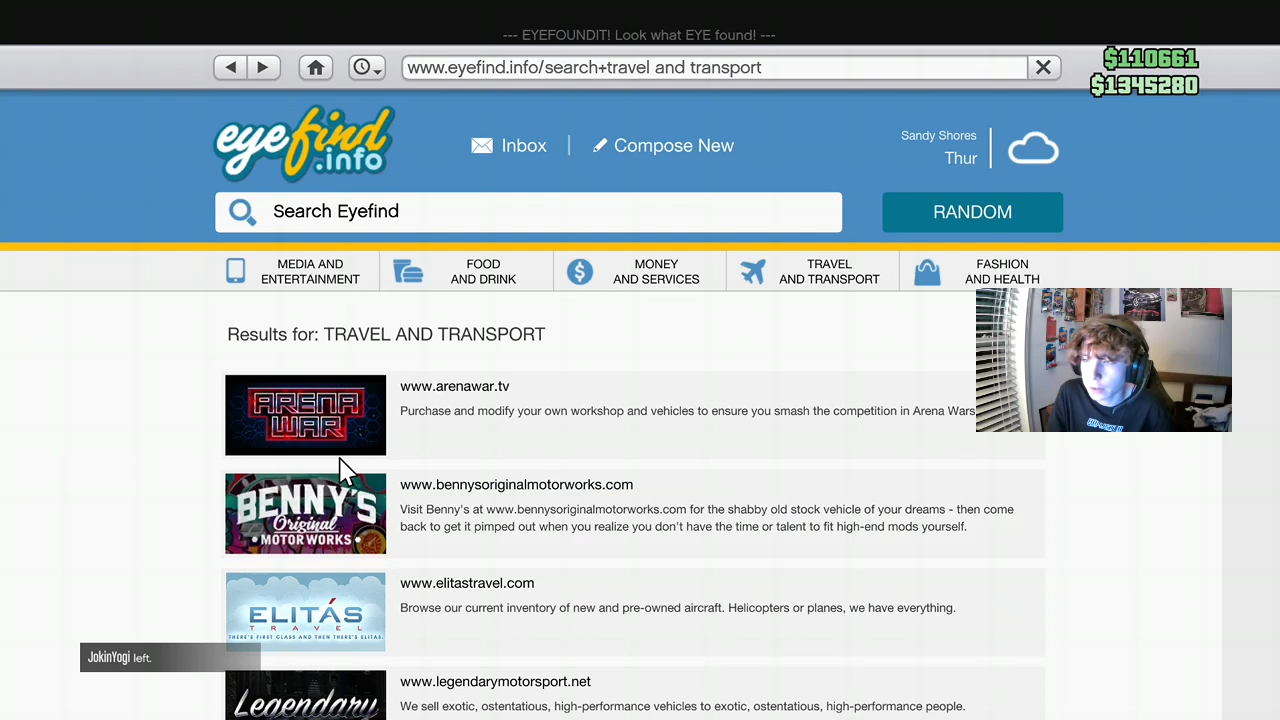 --- EYEFOUNDIT! Look what EYE found! ---
www.eyefind.info/search+travel and transport
$110661
$1345280
eyefind
.info
Inbox
Compose New
Sandy Shores
Thur
Search Eyefind
RANDOM
MEDIA AND
ENTERTAINMENT
FOOD
AND DRINK
MONEY
AND SERVICES
TRAVEL
AND TRANSPORT
FASHION
AND HEALTH
Results for: TRAVEL AND TRANSPORT
ARENA
WAR
www.arenawar.tv
Purchase and modify your own workshop and vehicles to ensure you smash the competition in Arena Wars
BENNY'S
Original
MOTOR WORKS
www.bennysoriginalmotorworks.com
Visit Benny's at www.bennysoriginalmotorworks.com for the shabby old stock vehicle of your dreams - then come
back to get it pimped out when you realize you don't have the time or talent to fit high-end mods yourself.
ELITÁS
TRAVEL
THERE'S FIRST CLASS AND THEN THERE'S ELITAS.
www.elitastravel.com
Browse our current inventory of new and pre-owned aircraft. Helicopters or planes, we have everything.
JokinYogi left.
Legendary
www.legendarymotorsport.net
We sell exotic, ostentatious, high-performance vehicles to exotic, ostentatious, high-performance people.